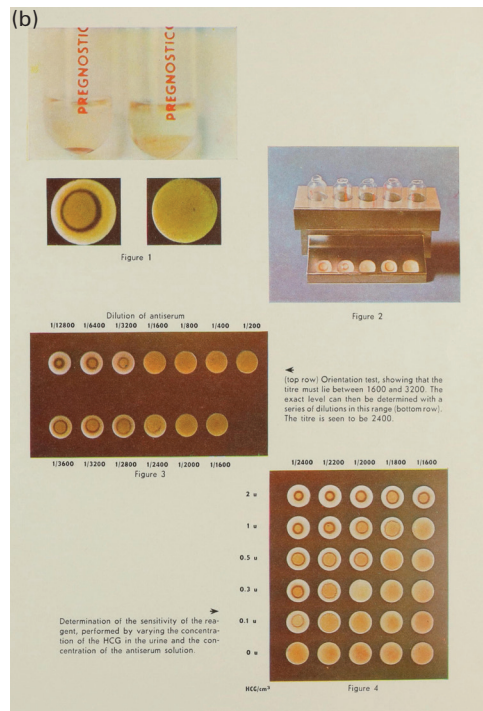 (b)
PREGNOSTICO
PREGNOSTICO
Figure 1
Figure 2
Dilution of antiserum
1/12800 1/6400 1/3200 1/1600 1/800 1/400 1/200
1/3600 1/3200 1/2800 1/2400 1/2000 1/1600
Figure 3
(top row) Orientation test, showing that the
titre must lie between 1600 and 3200. The
exact level can then be determined with a
series of dilutions in this range (bottom row).
The titre is seen to be 2400.
1/2400 1/2200 1/2000 1/1800 1/1600
2 u
1 u
0.5 u
0.3 u
0.1 u
0 u
HCG/cm³
Figure 4
Determination of the sensitivity of the rea-
gent, performed by varying the concentra-
tion of the HCG in the urine and the con-
centration of the antiserum solution.